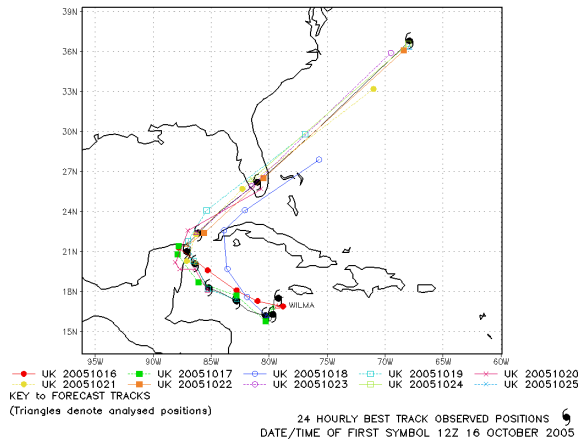 39N
36N
33N
30N
27N
24N
21N
18N
15N
WILMA
95W 90W 85W 80W 75W 70W 65W 60W
UK 20051016 UK 20051017 UK 20051018 UK 20051019 UK 20051020
UK 20051021 UK 20051022 UK 20051023 UK 20051024 UK 20051025
KEY to FORECAST TRACKS
(Triangles denote analysed positions)
24 HOURLY BEST TRACK OBSERVED POSITIONS
DATE/TIME OF FIRST SYMBOL 12Z 16 OCTOBER 2005